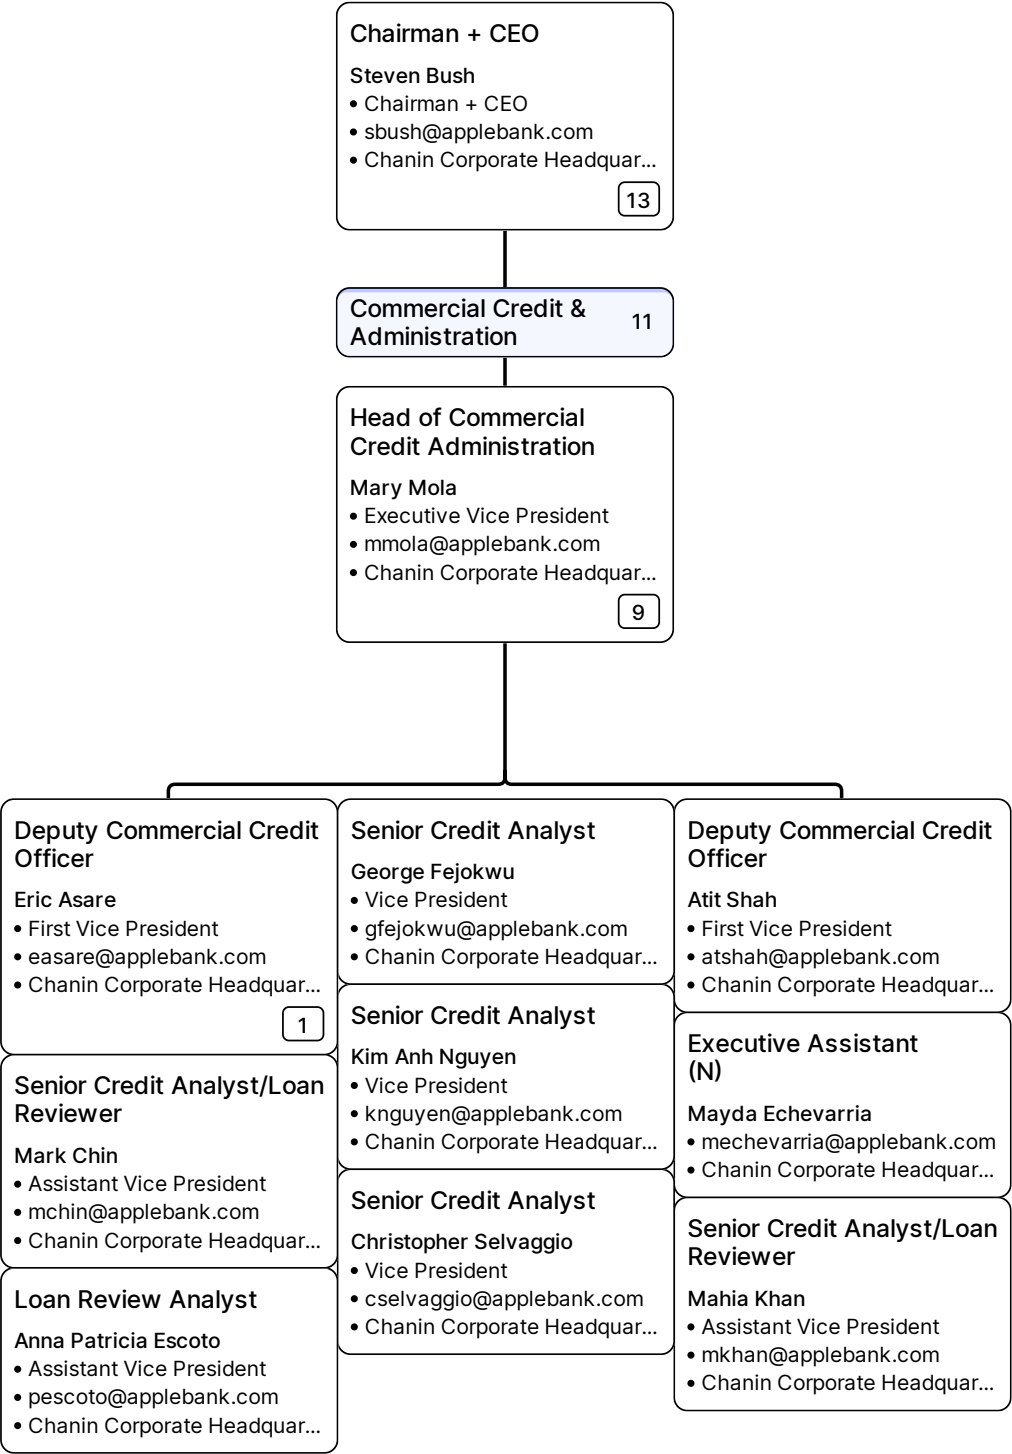 Chairman + CEO
Steven Bush
• Chairman + CEO
• sbush@applebank.com
• Chanin Corporate Headquar...
13
Commercial Credit &
Administration
11
Head of Commercial
Credit Administration
Mary Mola
• Executive Vice President
• mmola@applebank.com
• Chanin Corporate Headquar...
9
Deputy Commercial Credit
Officer
Eric Asare
• First Vice President
• easare@applebank.com
• Chanin Corporate Headquar...
1
Senior Credit Analyst/Loan
Reviewer
Mark Chin
• Assistant Vice President
• mchin@applebank.com
• Chanin Corporate Headquar...
Loan Review Analyst
Anna Patricia Escoto
• Assistant Vice President
• pescoto@applebank.com
• Chanin Corporate Headquar...
Senior Credit Analyst
George Fejokwu
• Vice President
• gfejokwu@applebank.com
• Chanin Corporate Headquar...
Senior Credit Analyst
Kim Anh Nguyen
• Vice President
• knguyen@applebank.com
• Chanin Corporate Headquar...
Senior Credit Analyst
Christopher Selvaggio
• Vice President
• cselvaggio@applebank.com
• Chanin Corporate Headquar...
Deputy Commercial Credit
Officer
Atit Shah
• First Vice President
• atshah@applebank.com
• Chanin Corporate Headquar...
Executive Assistant
(N)
Mayda Echevarria
• mechevarria@applebank.com
• Chanin Corporate Headquar...
Senior Credit Analyst/Loan
Reviewer
Mahia Khan
• Assistant Vice President
• mkhan@applebank.com
• Chanin Corporate Headquar...